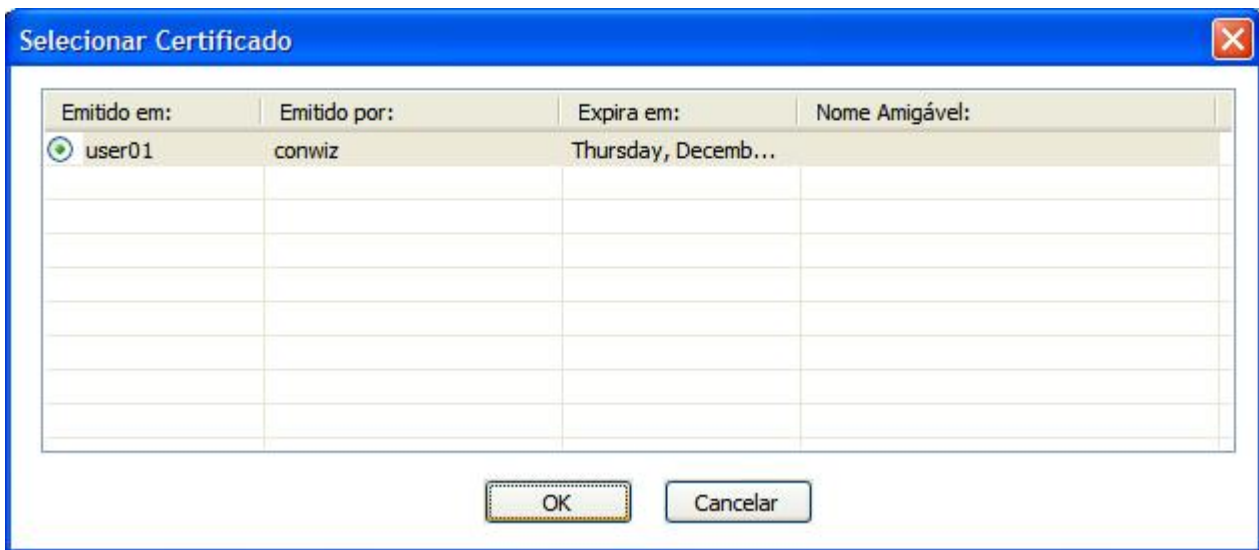 Selecionar Certificado
Emitido em: Emitido por: Expira em: Nome Amigável:
user01 conwiz Thursday, Decemb...
OK Cancelar